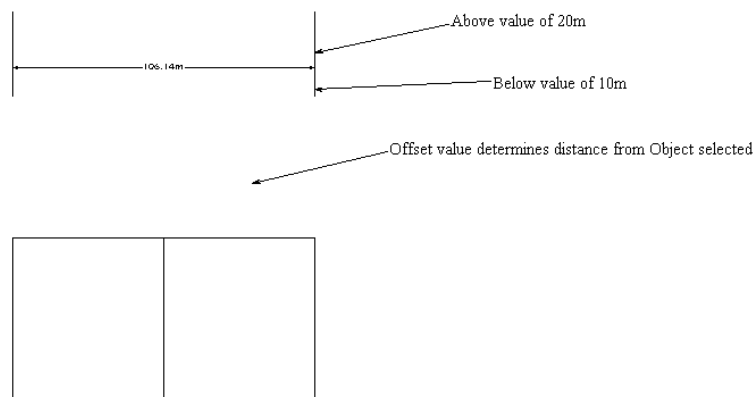 Above value of 20m
106.14m
Below value of 10m
Offset value determines distance from Object selected